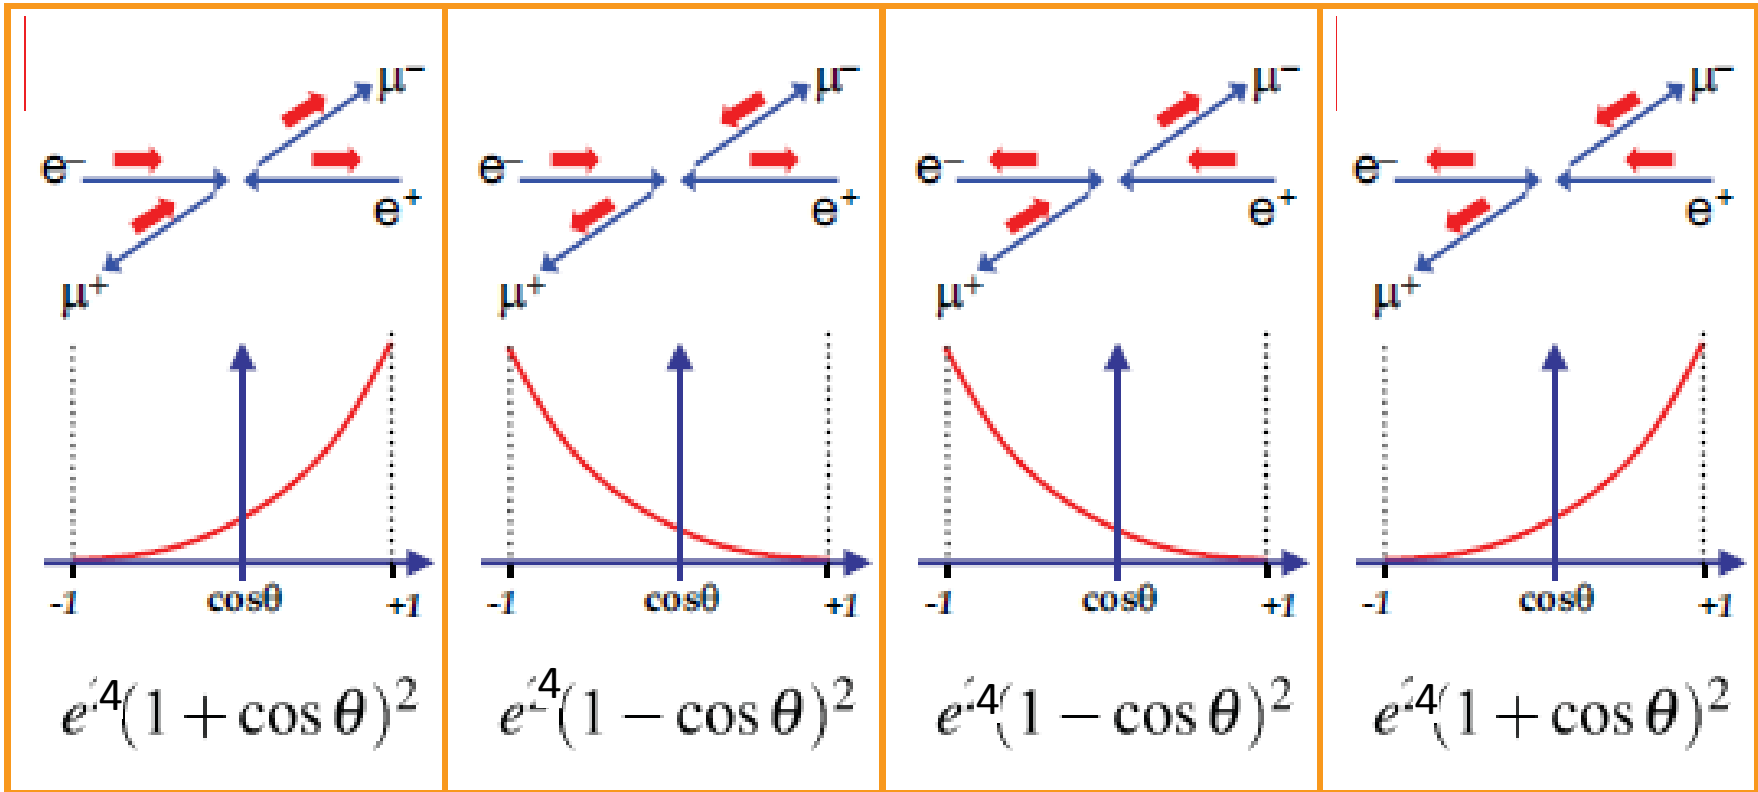 μ⁻
e⁻
e⁺
μ⁺
-1 cosθ +1
e⁴(1 + cos θ)²
μ⁻
e⁻
e⁺
μ⁺
-1 cosθ +1
e⁴(1 − cos θ)²
μ⁻
e⁻
e⁺
μ⁺
-1 cosθ +1
e⁴(1 − cos θ)²
μ⁻
e⁻
e⁺
μ⁺
-1 cosθ +1
e⁴(1 + cos θ)²